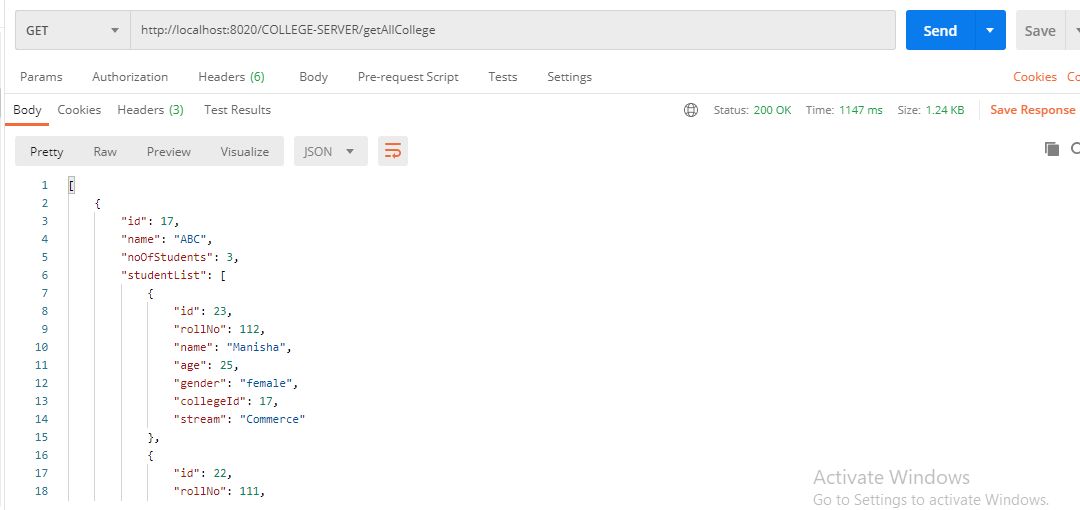 GET http://localhost:8020/COLLEGE-SERVER/getAllCollege Send Save
Params Authorization Headers (6) Body Pre-request Script Tests Settings Cookies Co
Body Cookies Headers (3) Test Results Status: 200 OK Time: 1147 ms Size: 1.24 KB Save Response
Pretty Raw Preview Visualize JSON
1 [
2 {
3 "id": 17,
4 "name": "ABC",
5 "noOfStudents": 3,
6 "studentList": [
7 {
8 "id": 23,
9 "rollNo": 112,
10 "name": "Manisha",
11 "age": 25,
12 "gender": "female",
13 "collegeId": 17,
14 "stream": "Commerce"
15 },
16 {
17 "id": 22,
18 "rollNo": 111,
Activate Windows
Go to Settings to activate Windows.